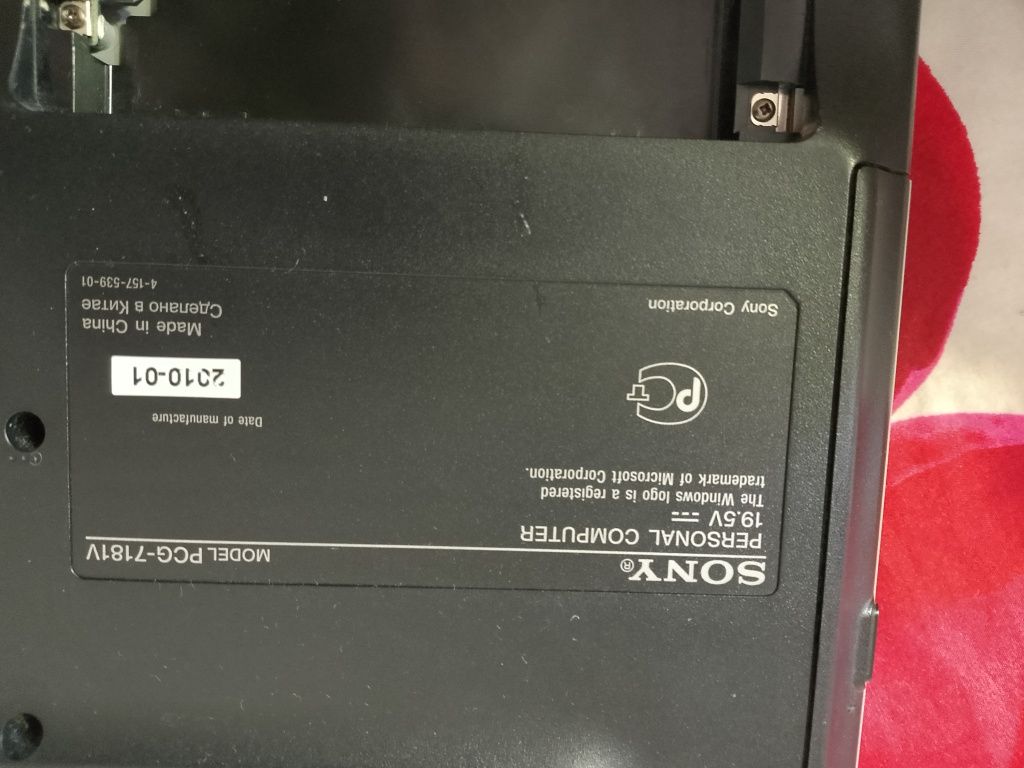 SONY®
MODEL PCG-7181V
PERSONAL COMPUTER
19.5V
The Windows logo is a registered
trademark of Microsoft Corporation.
Date of manufacture
2010-01
PCT
Sony Corporation
Made in China
Сделано в Китае
4-157-539-01